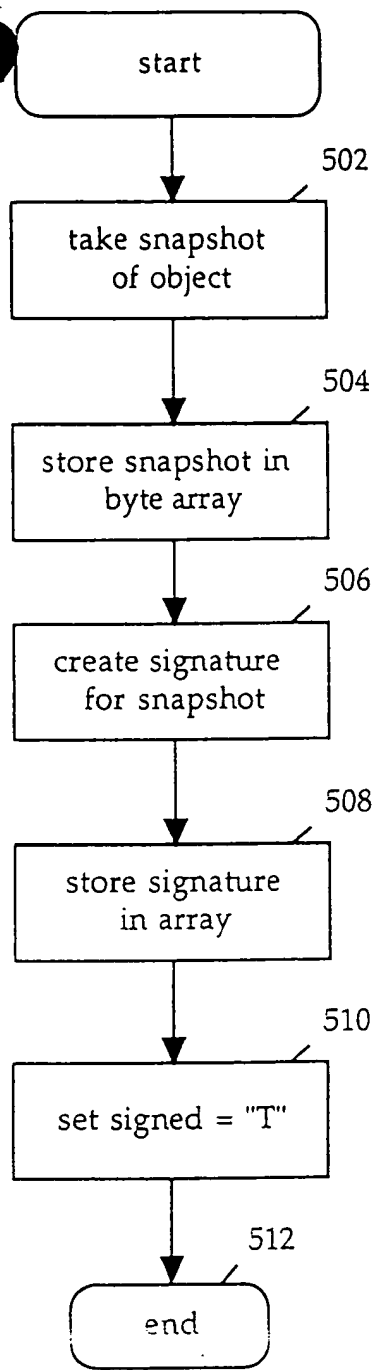 start
502
take snapshot
of object
504
store snapshot in
byte array
506
create signature
for snapshot
508
store signature
in array
510
set signed = "T"
512
end